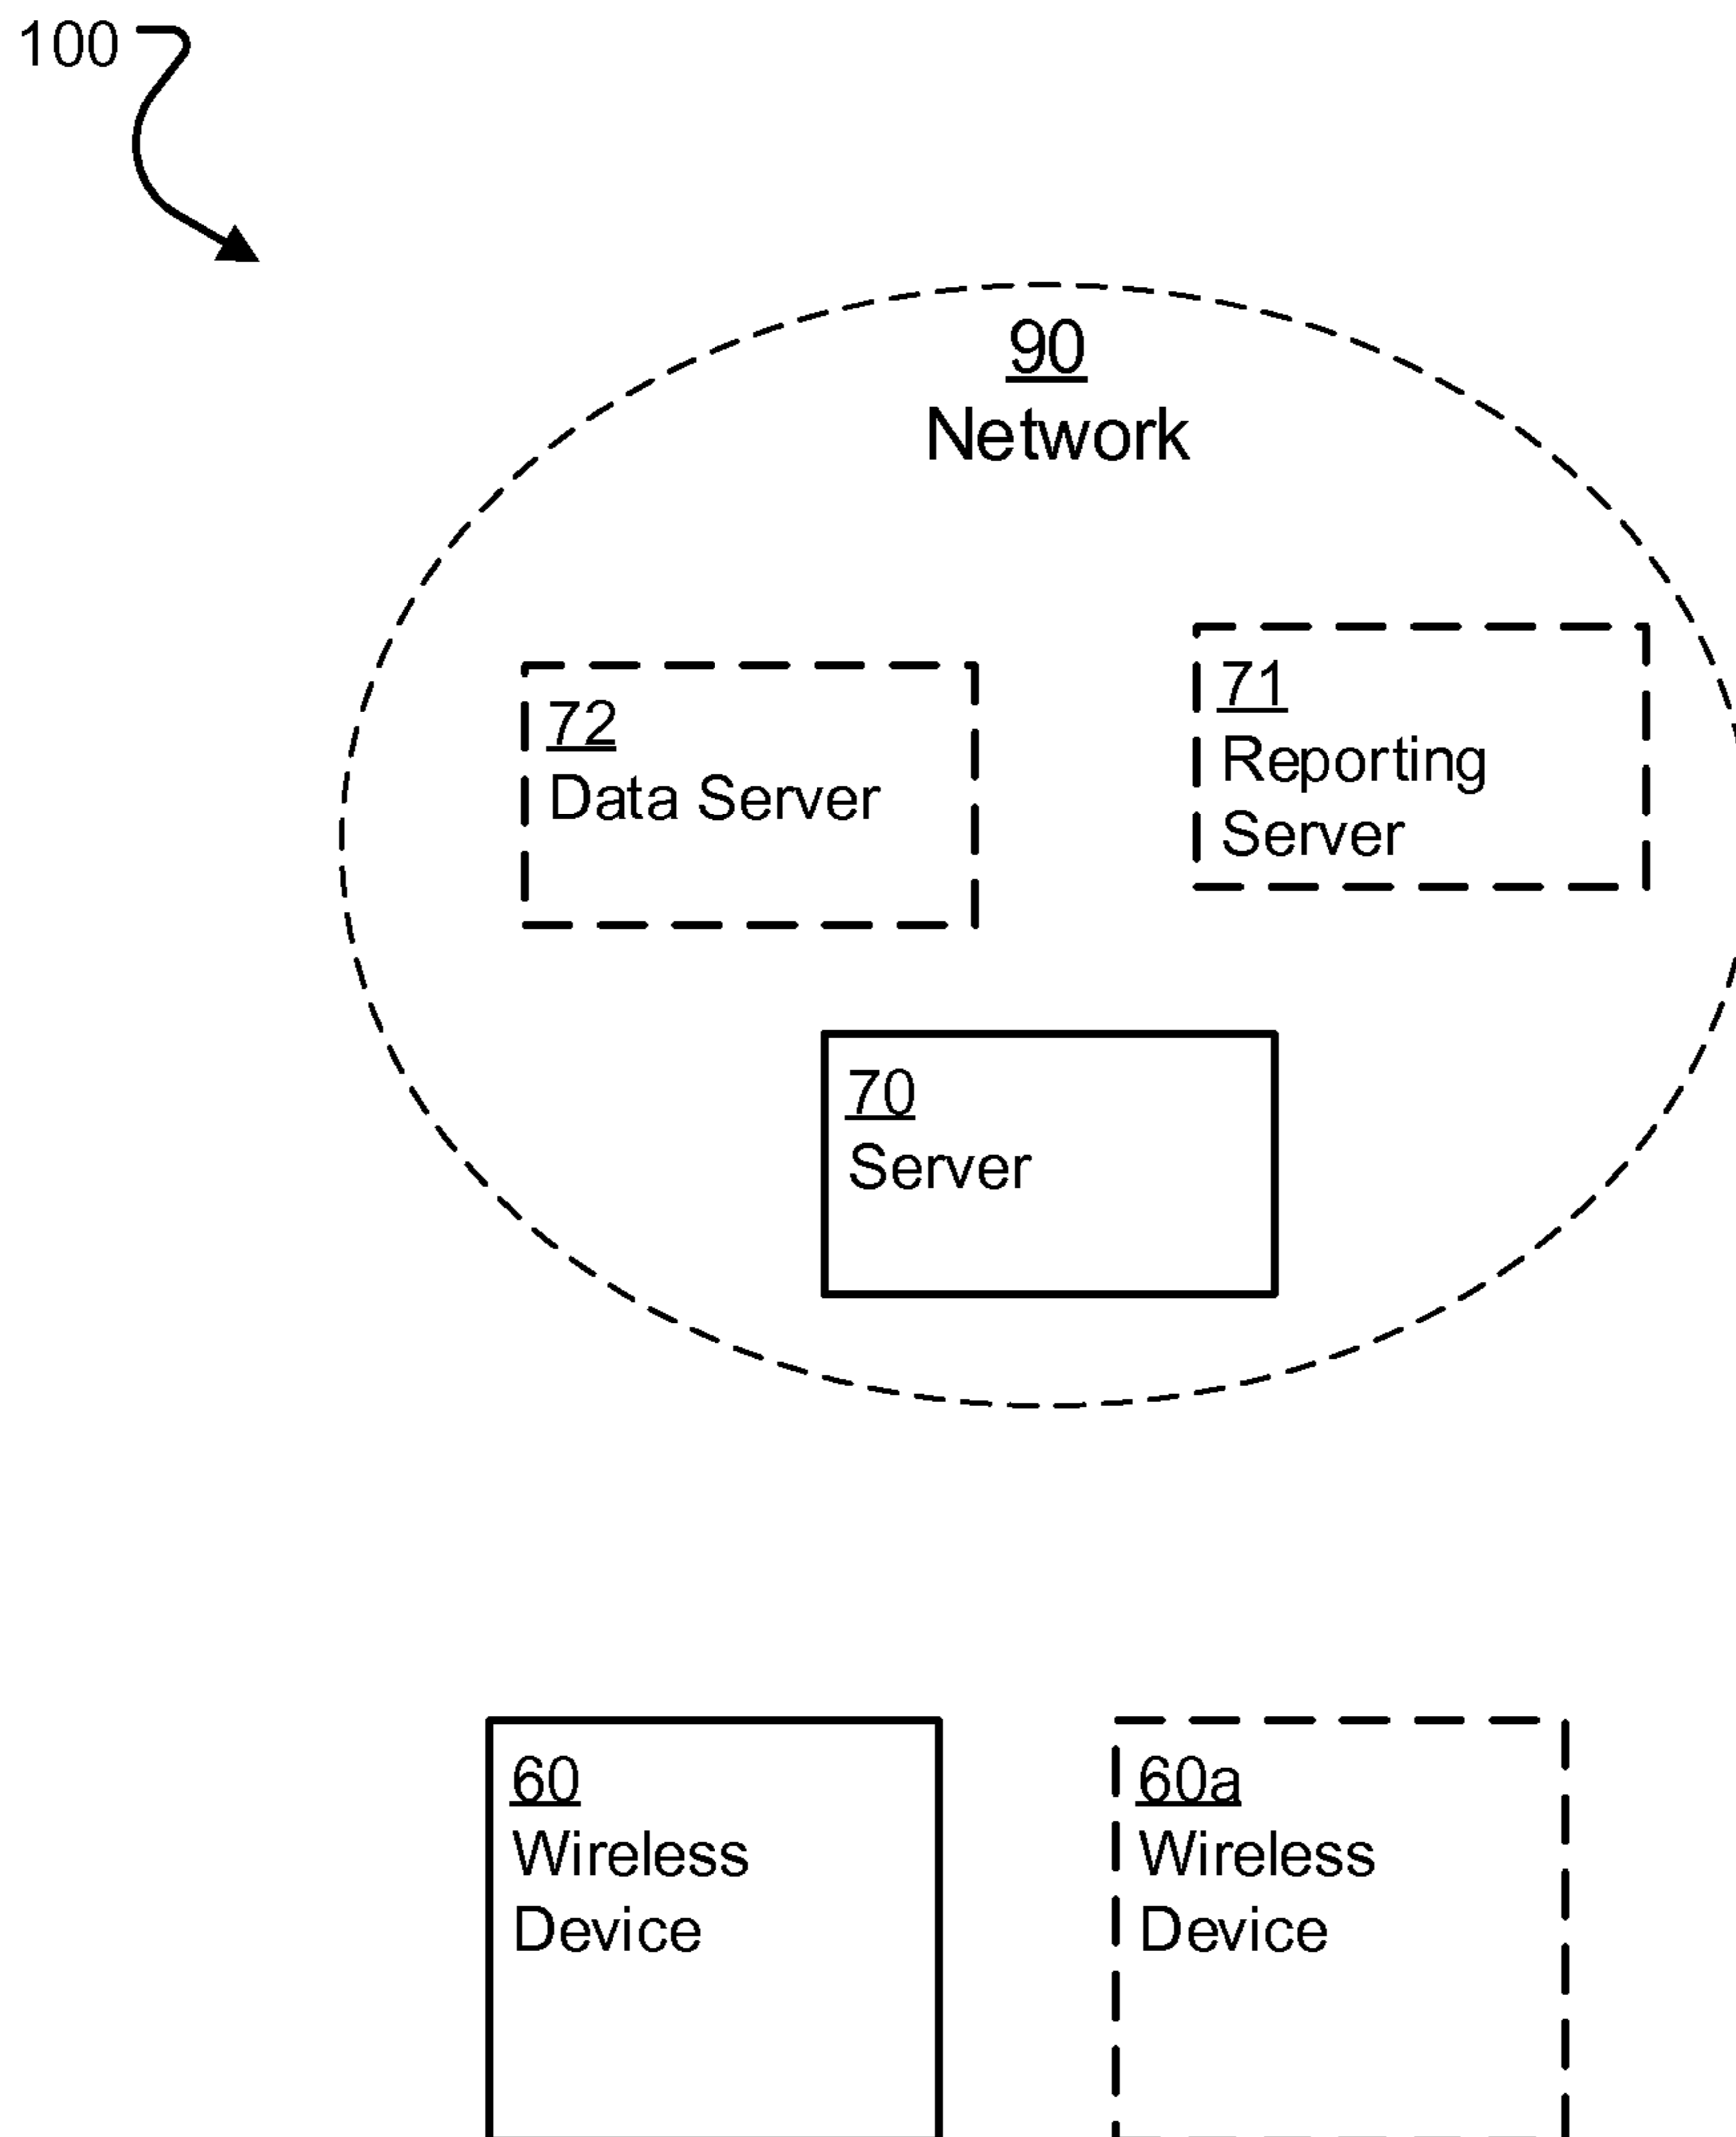 100
90
Network
72
Data Server
71
Reporting
Server
70
Server
60
Wireless
Device
60a
Wireless
Device